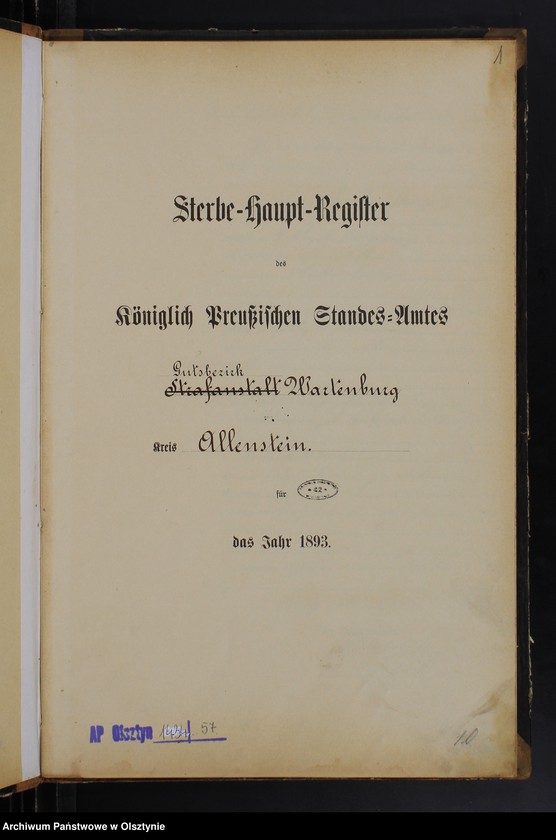 1
Sterbe-Haupt-Register
des
Königlich Preußischen Standes-Amtes
Gutsbezirk
Strafanstalt Wartenburg
Kreis Allenstein.
für
das Jahr 1893.
AP Olsztyn 57
10
Archiwum Państwowe w Olsztynie